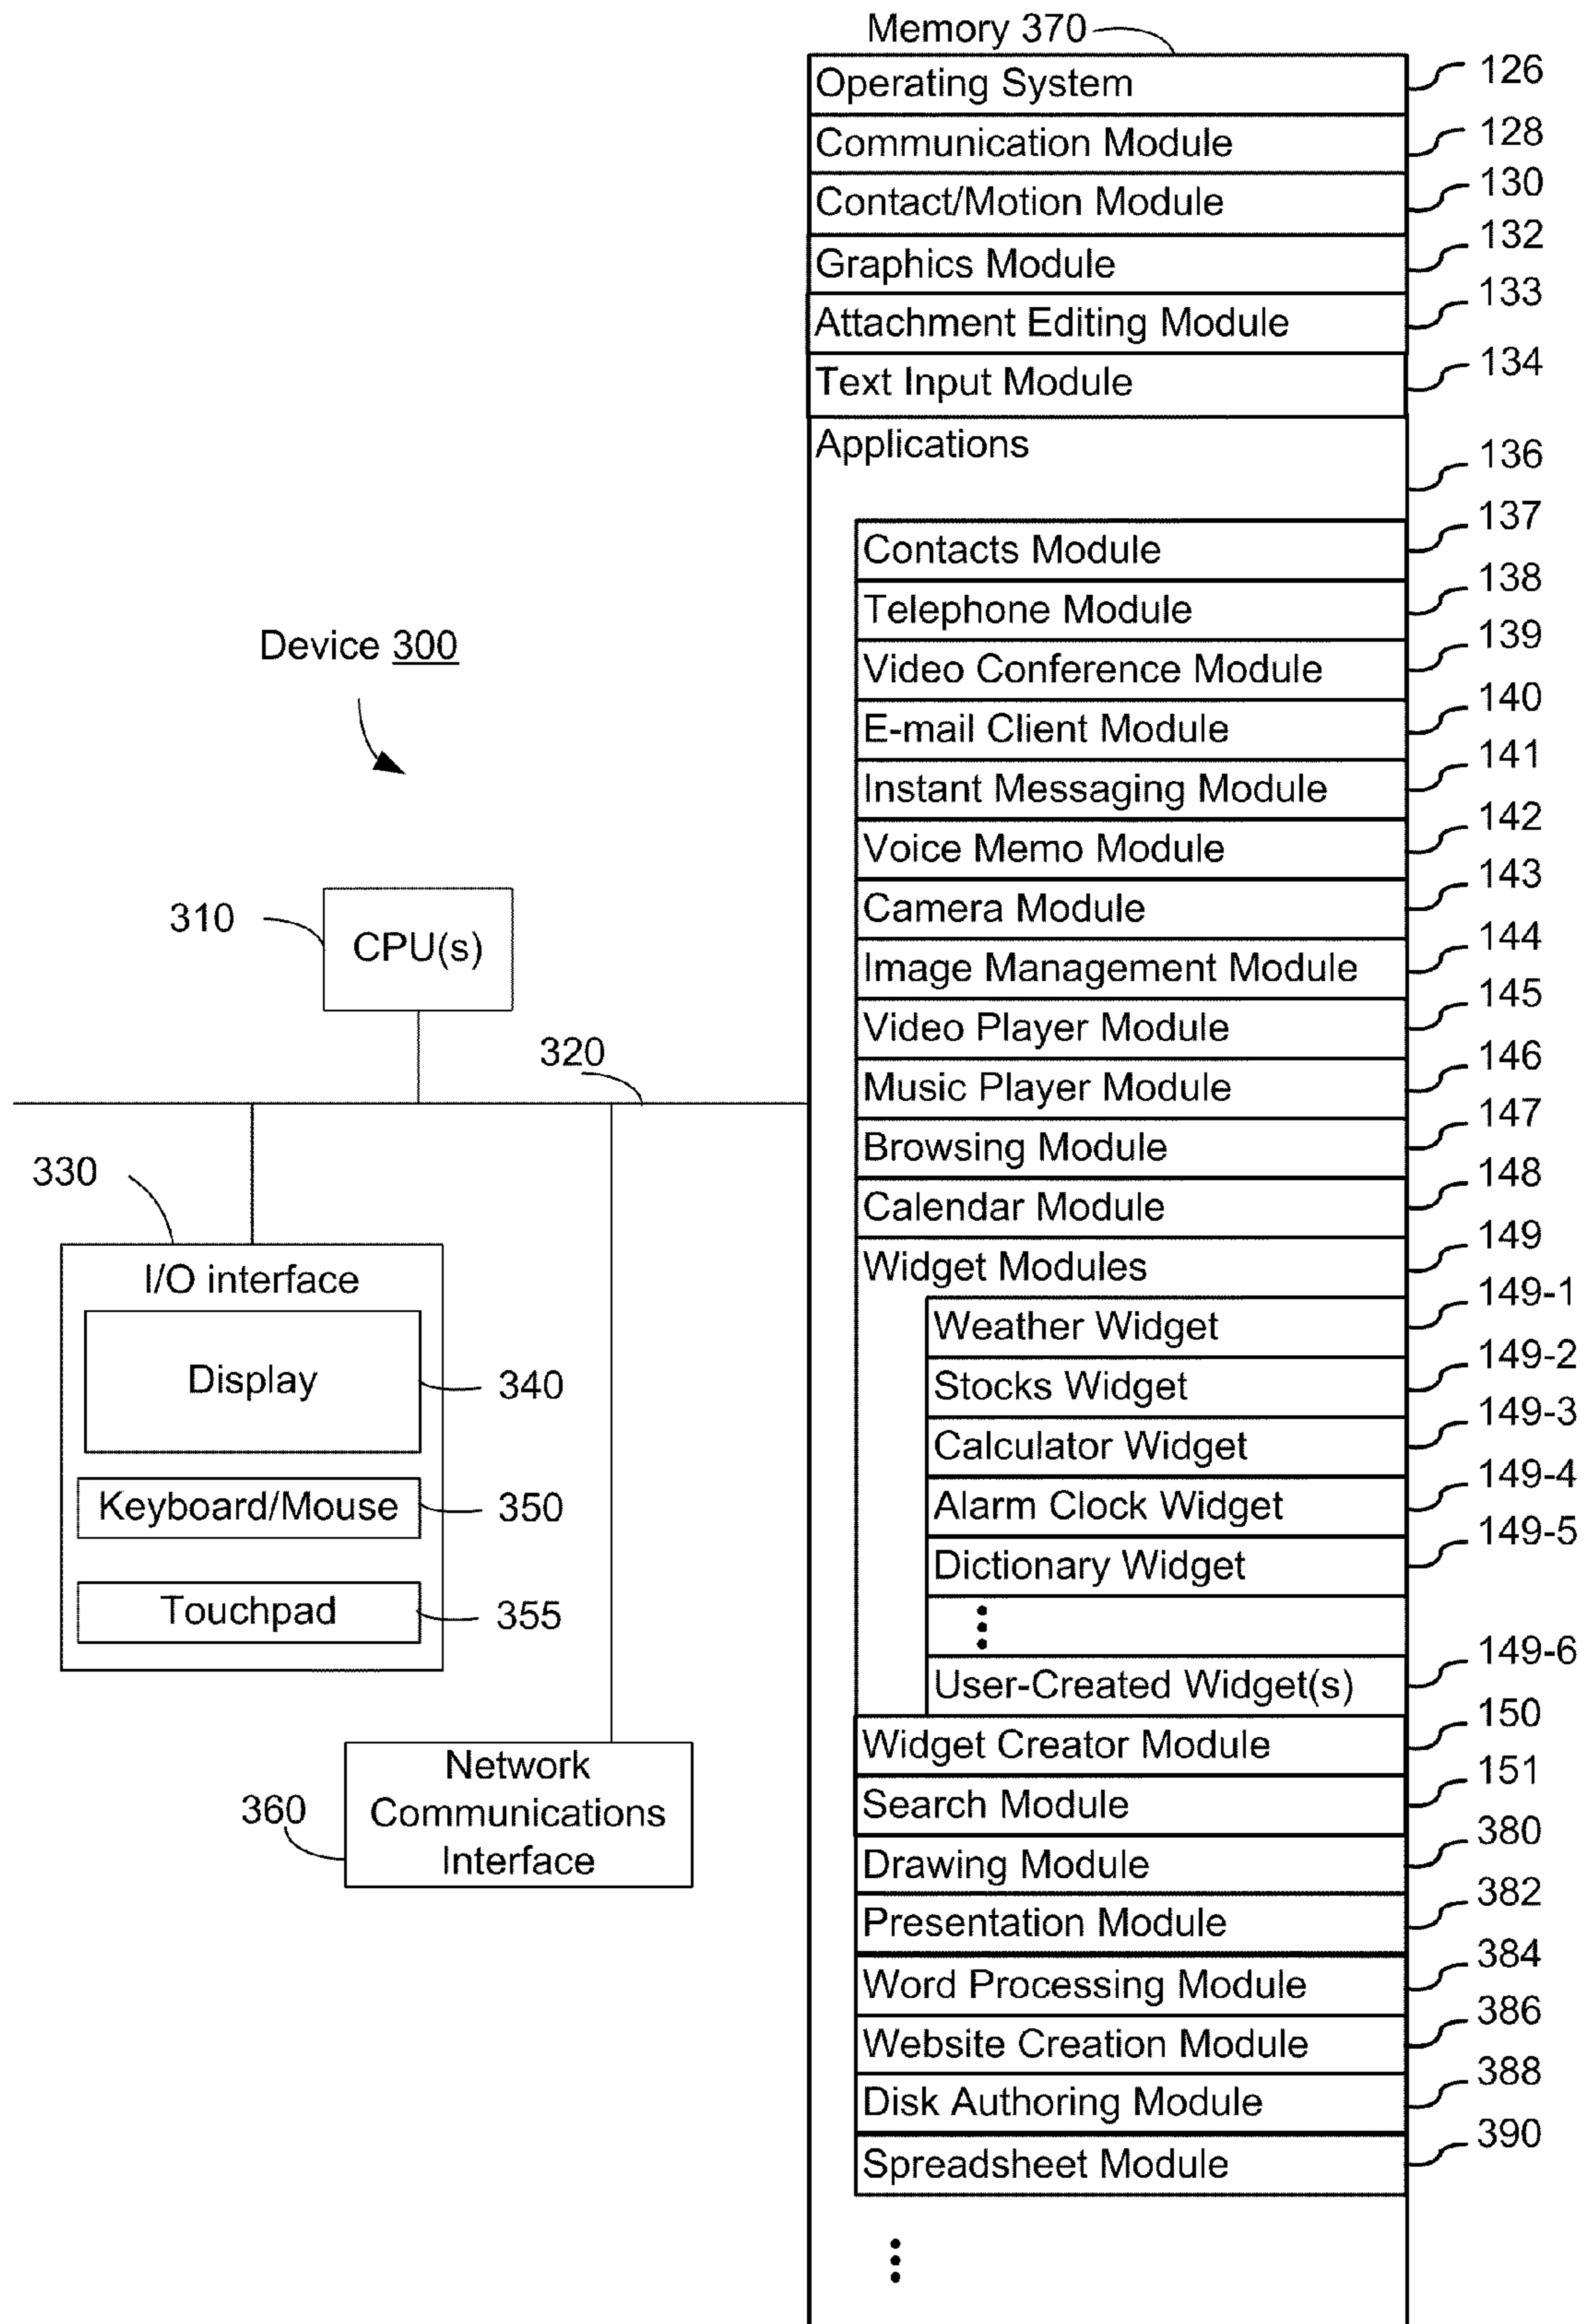 Memory 370
Operating System 126
Communication Module 128
Contact/Motion Module 130
Graphics Module 132
Attachment Editing Module 133
Text Input Module 134
Applications 136
Contacts Module 137
Telephone Module 138
Video Conference Module 139
E-mail Client Module 140
Instant Messaging Module 141
Voice Memo Module 142
Camera Module 143
Image Management Module 144
Video Player Module 145
Music Player Module 146
Browsing Module 147
Calendar Module 148
Widget Modules 149
Weather Widget 149-1
Stocks Widget 149-2
Calculator Widget 149-3
Alarm Clock Widget 149-4
Dictionary Widget 149-5
User-Created Widget(s) 149-6
Widget Creator Module 150
Search Module 151
Drawing Module 380
Presentation Module 382
Word Processing Module 384
Website Creation Module 386
Disk Authoring Module 388
Spreadsheet Module 390
Device 300
310
CPU(s)
320
330
I/O interface
Display 340
Keyboard/Mouse 350
Touchpad 355
360
Network
Communications
Interface